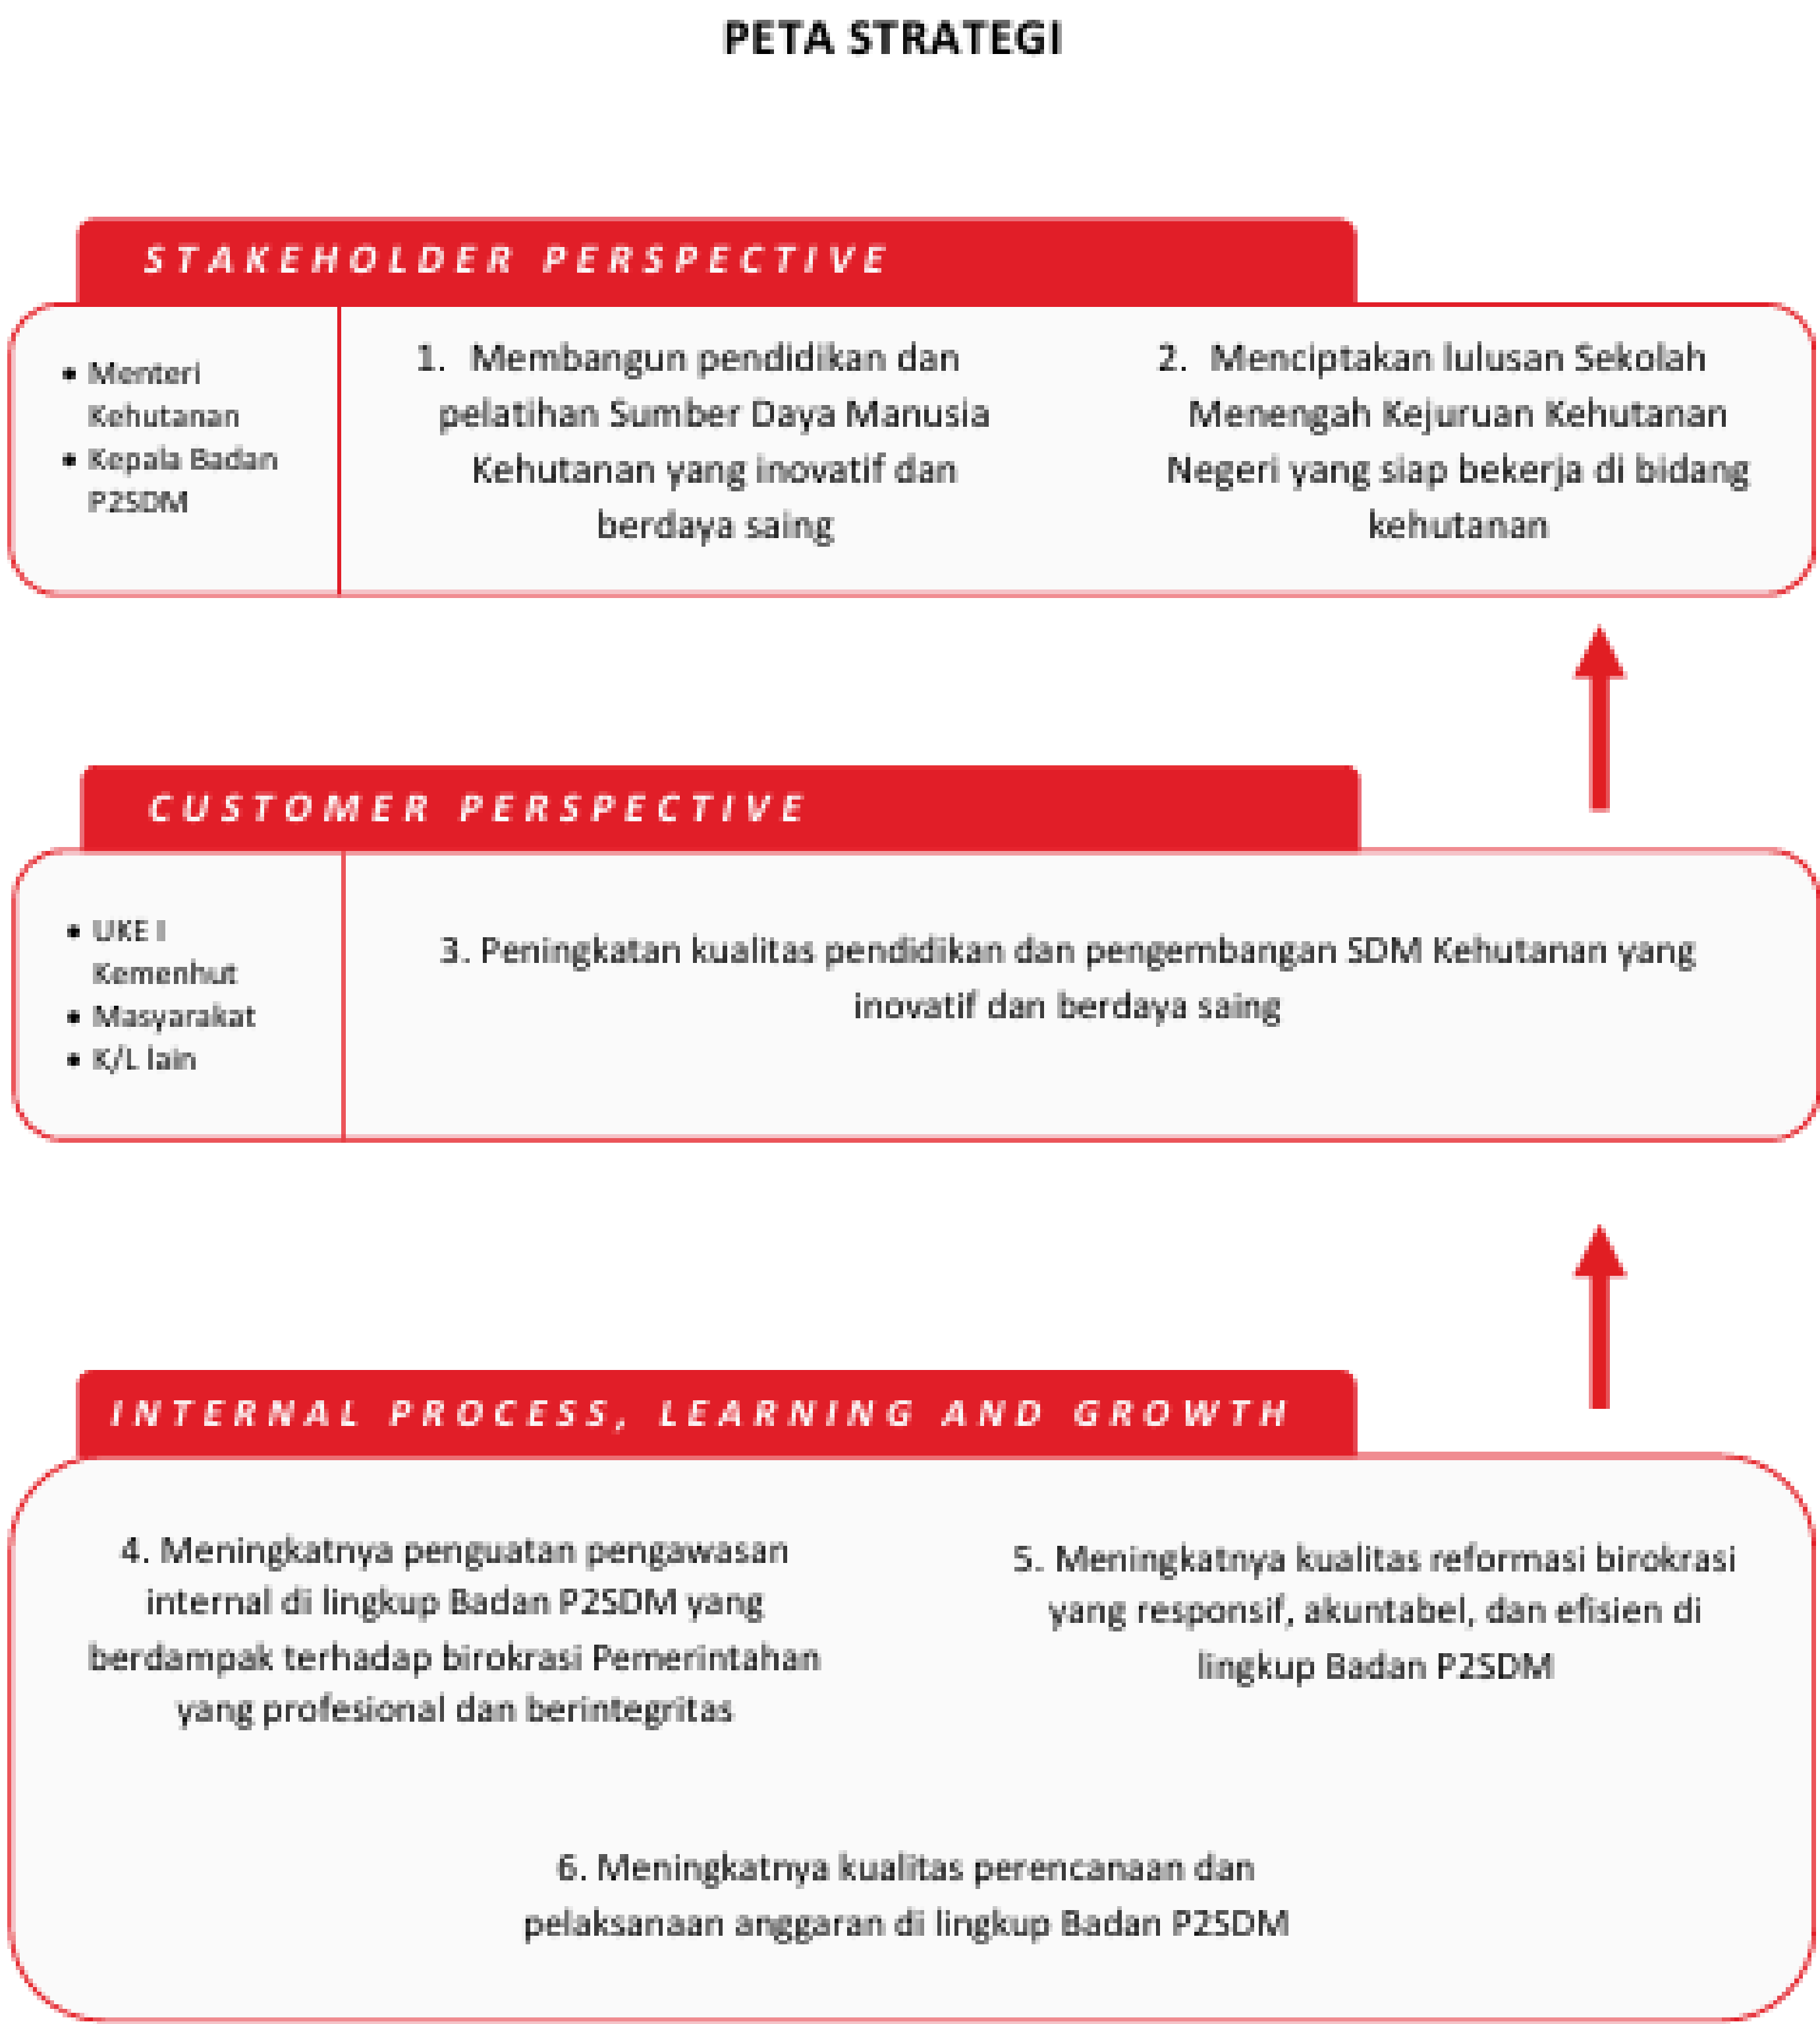 PETA STRATEGI
STAKEHOLDER PERSPECTIVE
• Menteri
Kehutanan
• Kepala Badan
P2SDM
1. Membangun pendidikan dan
pelatihan Sumber Daya Manusia
Kehutanan yang inovatif dan
berdaya saing
2. Menciptakan lulusan Sekolah
Menengah Kejuruan Kehutanan
Negeri yang siap bekerja di bidang
kehutanan
CUSTOMER PERSPECTIVE
• UKE I
Kemenhut
• Masyarakat
• K/L lain
3. Peningkatan kualitas pendidikan dan pengembangan SDM Kehutanan yang
inovatif dan berdaya saing
INTERNAL PROCESS, LEARNING AND GROWTH
4. Meningkatnya penguatan pengawasan
internal di lingkup Badan P2SDM yang
berdampak terhadap birokrasi Pemerintahan
yang profesional dan berintegritas
5. Meningkatnya kualitas reformasi birokrasi
yang responsif, akuntabel, dan efisien di
lingkup Badan P2SDM
6. Meningkatnya kualitas perencanaan dan
pelaksanaan anggaran di lingkup Badan P2SDM